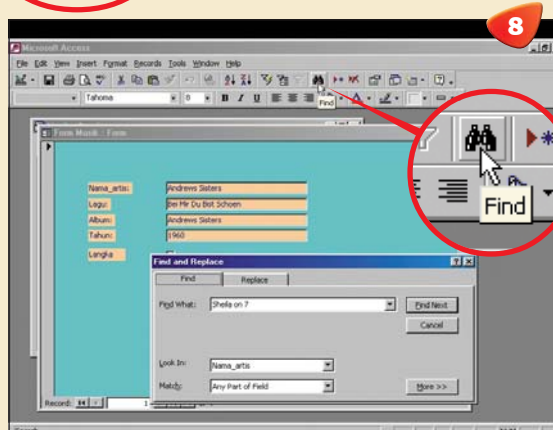 8
Microsoft Access
File Edit View Insert Format Records Tools Window Help
Tahoma 8 B I U
Find
Find
Form Musik : Form
Nama_artis: Andrews Sisters
Lagu: Bei Mir Du Bist Schoen
Album: Andrews Sisters
Tahun: 1960
Langka
Find and Replace
Find Replace
Find What: Sheila on 7 Find Next
Cancel
Look In: Nama_artis
Match: Any Part of Field More >>
Record: 1